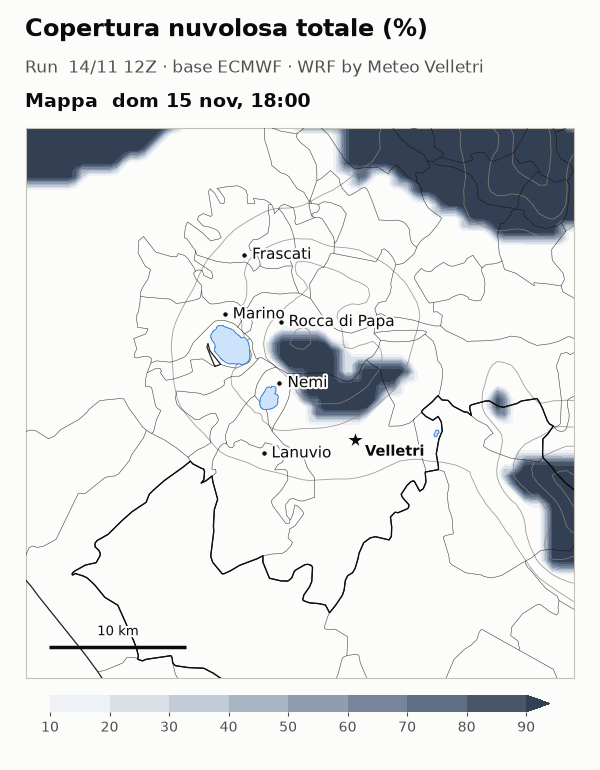 Copertura nuvolosa totale (%)
Run 14/11 12Z · base ECMWF · WRF by Meteo Velletri
Mappa dom 15 nov, 18:00
Frascati
Marino
Rocca di Papa
Nemi
Velletri
Lanuvio
10 km
10 20 30 40 50 60 70 80 90